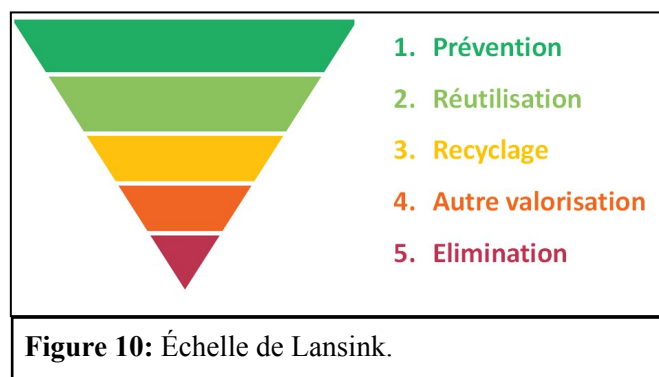 1. Prévention
2. Réutilisation
3. Recyclage
4. Autre valorisation
5. Elimination
Figure 10: Échelle de Lansink.